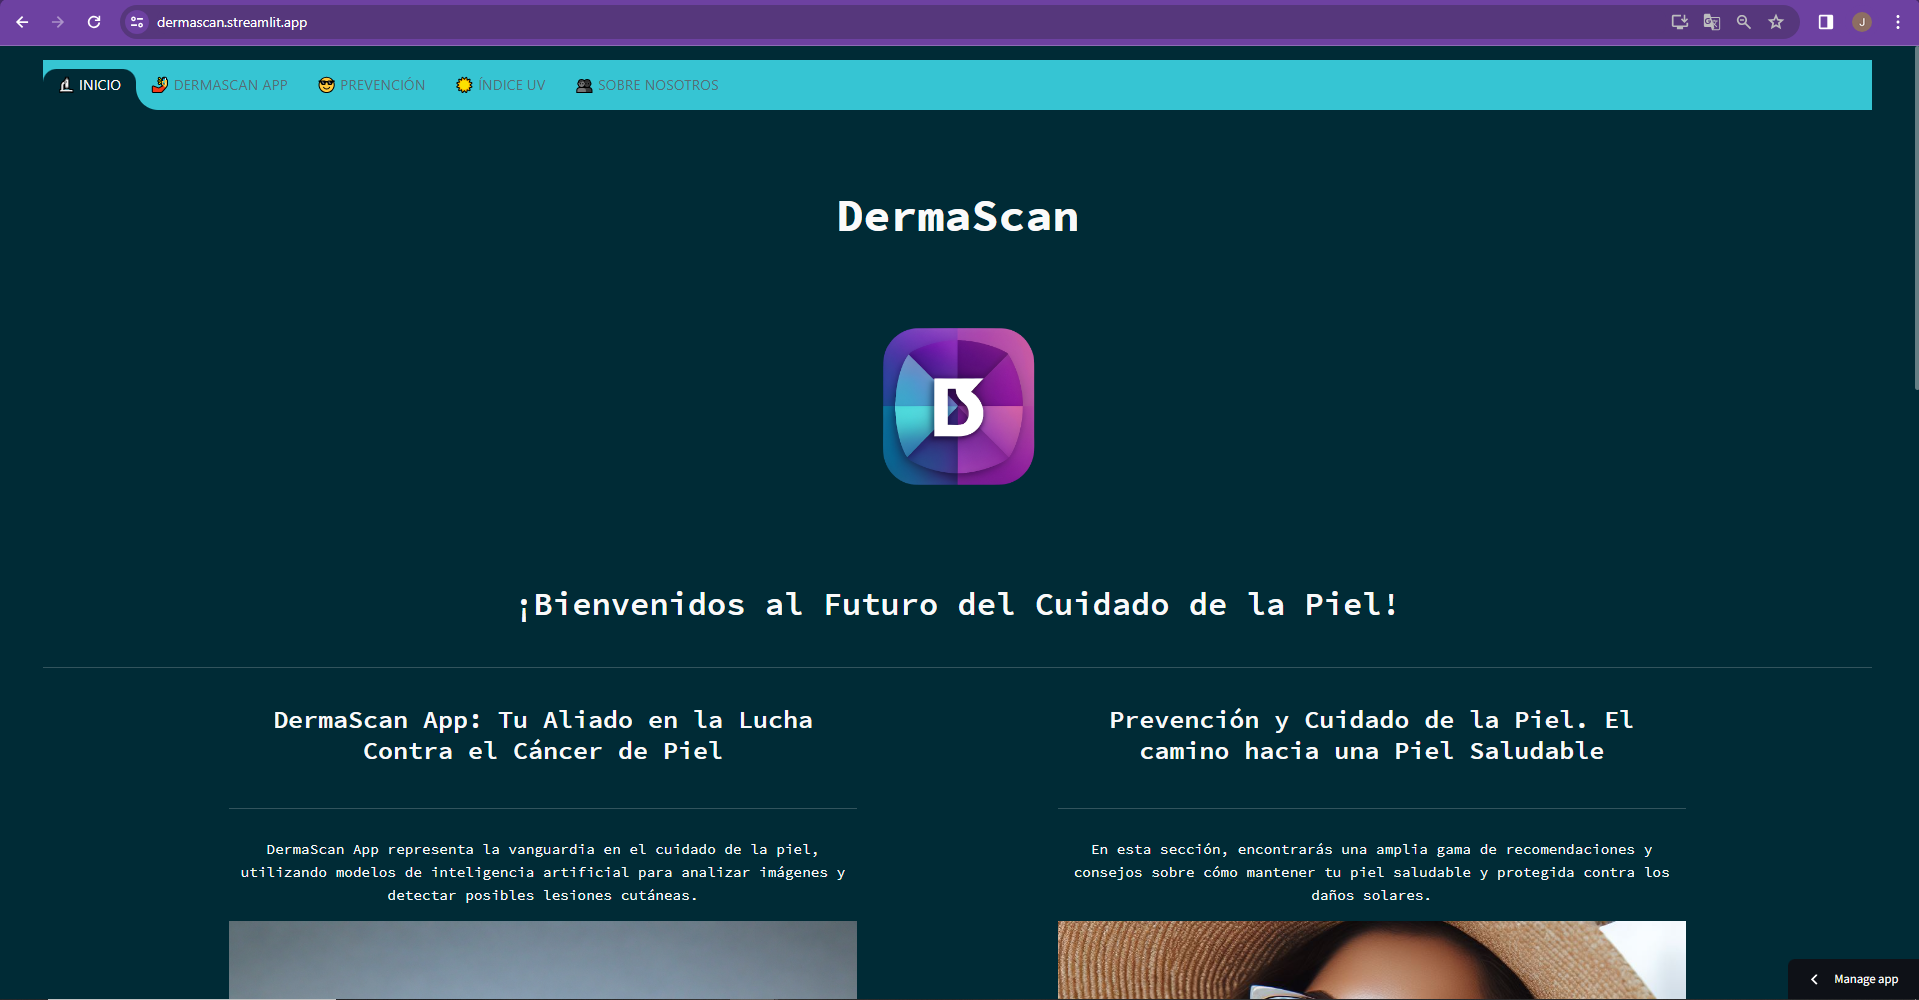 dermascan.streamlit.app
J
INICIO
DERMASCAN APP
PREVENCIÓN
ÍNDICE UV
SOBRE NOSOTROS
DermaScan
¡Bienvenidos al Futuro del Cuidado de la Piel!
DermaScan App: Tu Aliado en la Lucha
Contra el Cáncer de Piel
DermaScan App representa la vanguardia en el cuidado de la piel,
utilizando modelos de inteligencia artificial para analizar imágenes y
detectar posibles lesiones cutáneas.
Prevención y Cuidado de la Piel. El
camino hacia una Piel Saludable
En esta sección, encontrarás una amplia gama de recomendaciones y
consejos sobre cómo mantener tu piel saludable y protegida contra los
daños solares.
Manage app